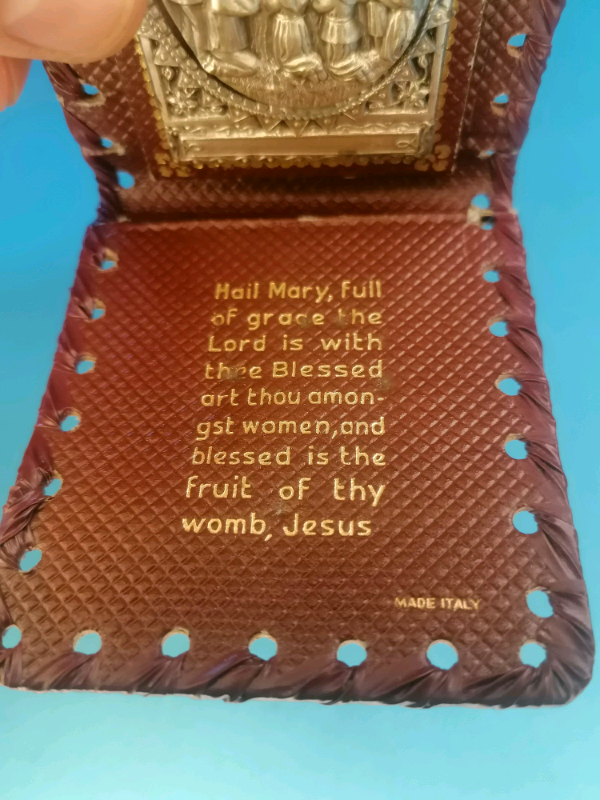 Hail Mary, full
of grace the
Lord is with
thee Blessed
art thou amon-
gst women, and
blessed is the
fruit of thy
womb, Jesus
MADE ITALY